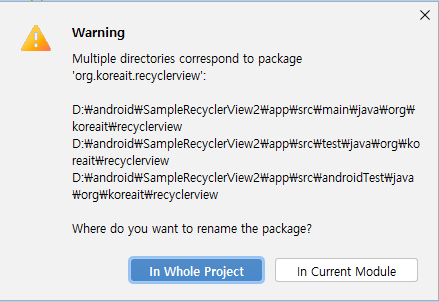 Warning
Multiple directories correspond to package
'org.koreait.recyclerview':
D:₩android₩SampleRecyclerView2₩app₩src₩main₩java₩org₩
koreait₩recyclerview
D:₩android₩SampleRecyclerView2₩app₩src₩test₩java₩org₩ko
reait₩recyclerview
D:₩android₩SampleRecyclerView2₩app₩src₩androidTest₩java
₩org₩koreait₩recyclerview
Where do you want to rename the package?
In Whole Project
In Current Module